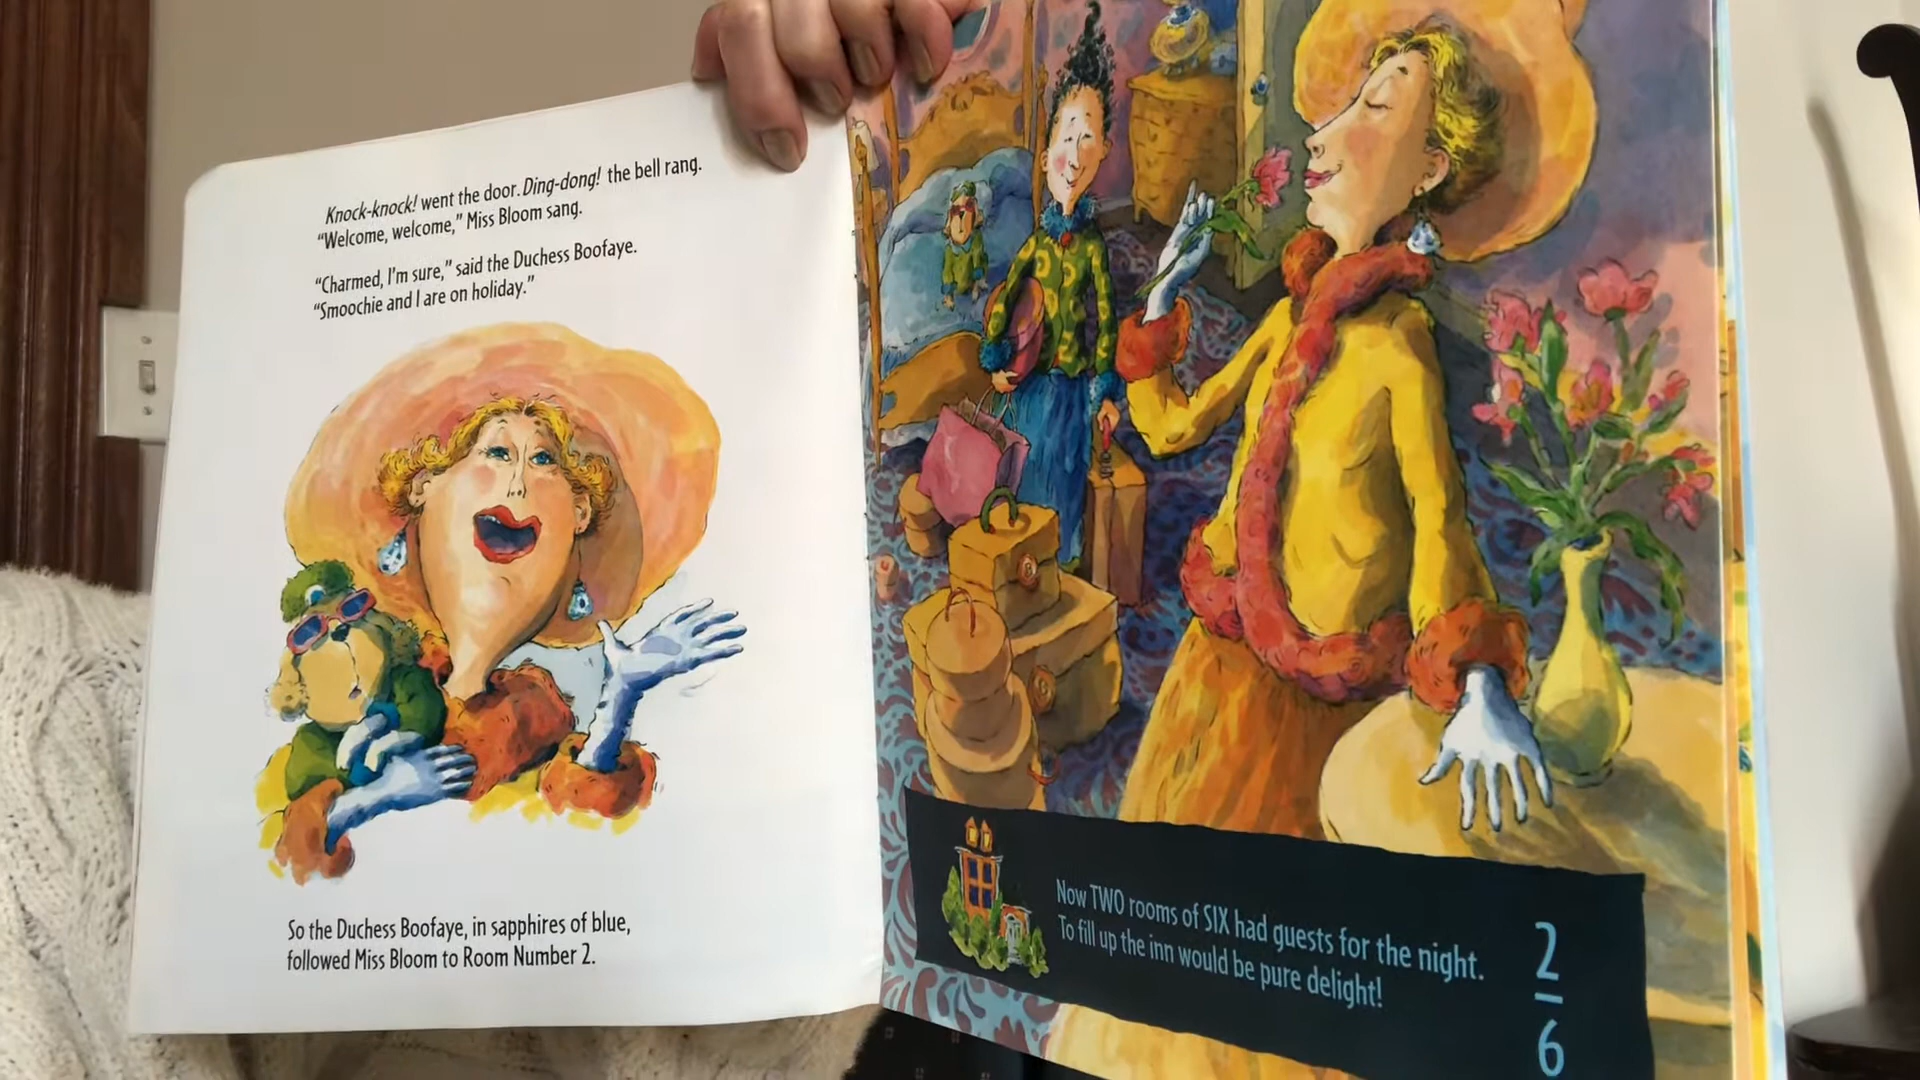 Knock-knock! went the door. Ding-dong! the bell rang.
“Welcome, welcome,” Miss Bloom sang.
“Charmed, I'm sure,” said the Duchess Boofaye.
“Smoochie and I are on holiday.”
So the Duchess Boofaye, in sapphires of blue,
followed Miss Bloom to Room Number 2.
Now TWO rooms of SIX had guests for the night.
To fill up the inn would be pure delight!
2
6